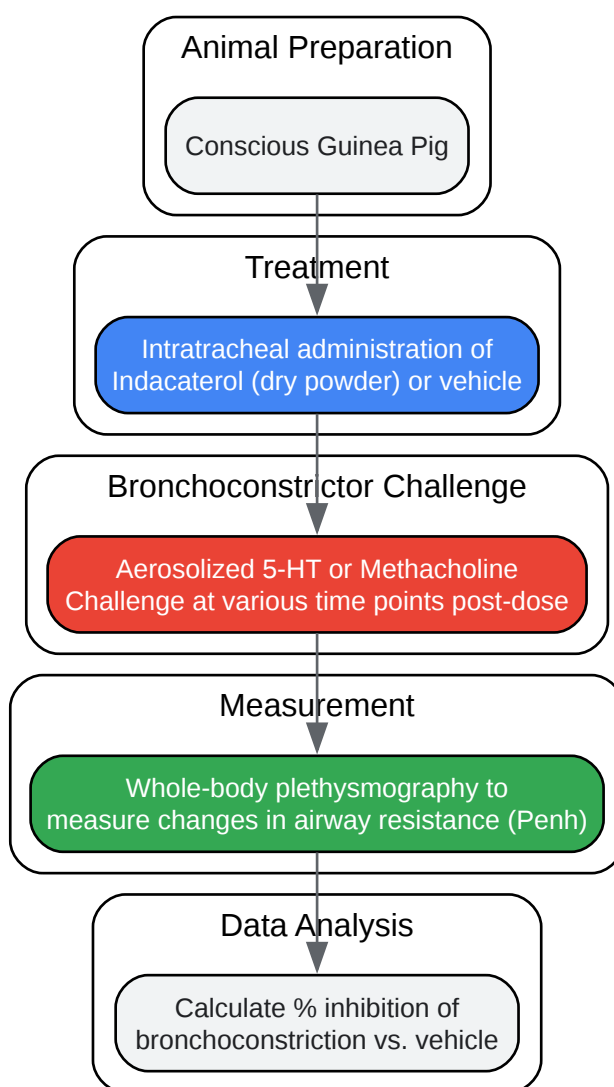 Animal Preparation
Conscious Guinea Pig
Treatment
Intratracheal administration of
Indacaterol (dry powder) or vehicle
Bronchoconstrictor Challenge
Aerosolized 5-HT or Methacholine
Challenge at various time points post-dose
Measurement
Whole-body plethysmography to
measure changes in airway resistance (Penh)
Data Analysis
Calculate % inhibition of
bronchoconstriction vs. vehicle